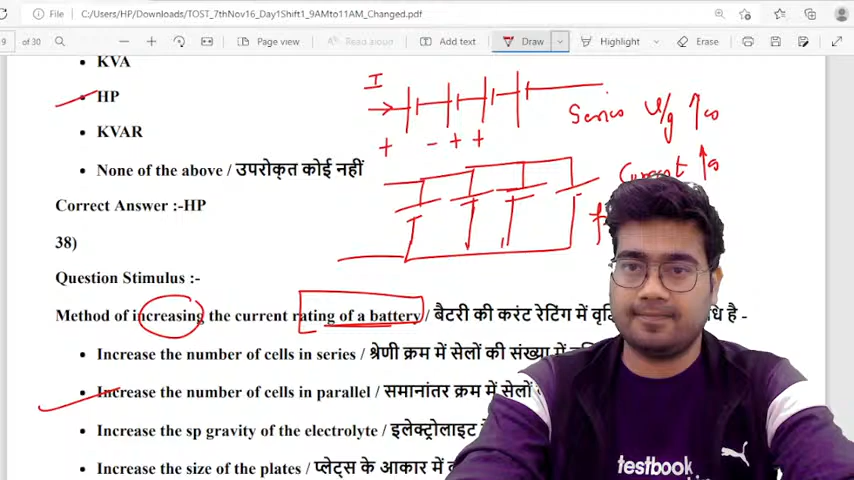 C:/Users/HP/Downloads/TOST_7thNov16_Day1Shift1_9AMto11AM_Changed.pdf
9 of 30
Page view
Read aloud
Add text
Draw
Highlight
Erase
KVA
HP
KVAR
None of the above / उपरोक्त कोई नहीं
Correct Answer :-HP
I
+ - + +
Series
Current
38)
Question Stimulus :-
Method of increasing the current rating of a battery / बैटरी की करंट रेटिंग में है -
Increase the number of cells in series / श्रेणी क्रम में सेलों की संख्या में
Increase the number of cells in parallel / समानांतर क्रम में सेलों
Increase the sp gravity of the electrolyte /
Increase the size of the plates / प्लेट्स के आकार में
testbook